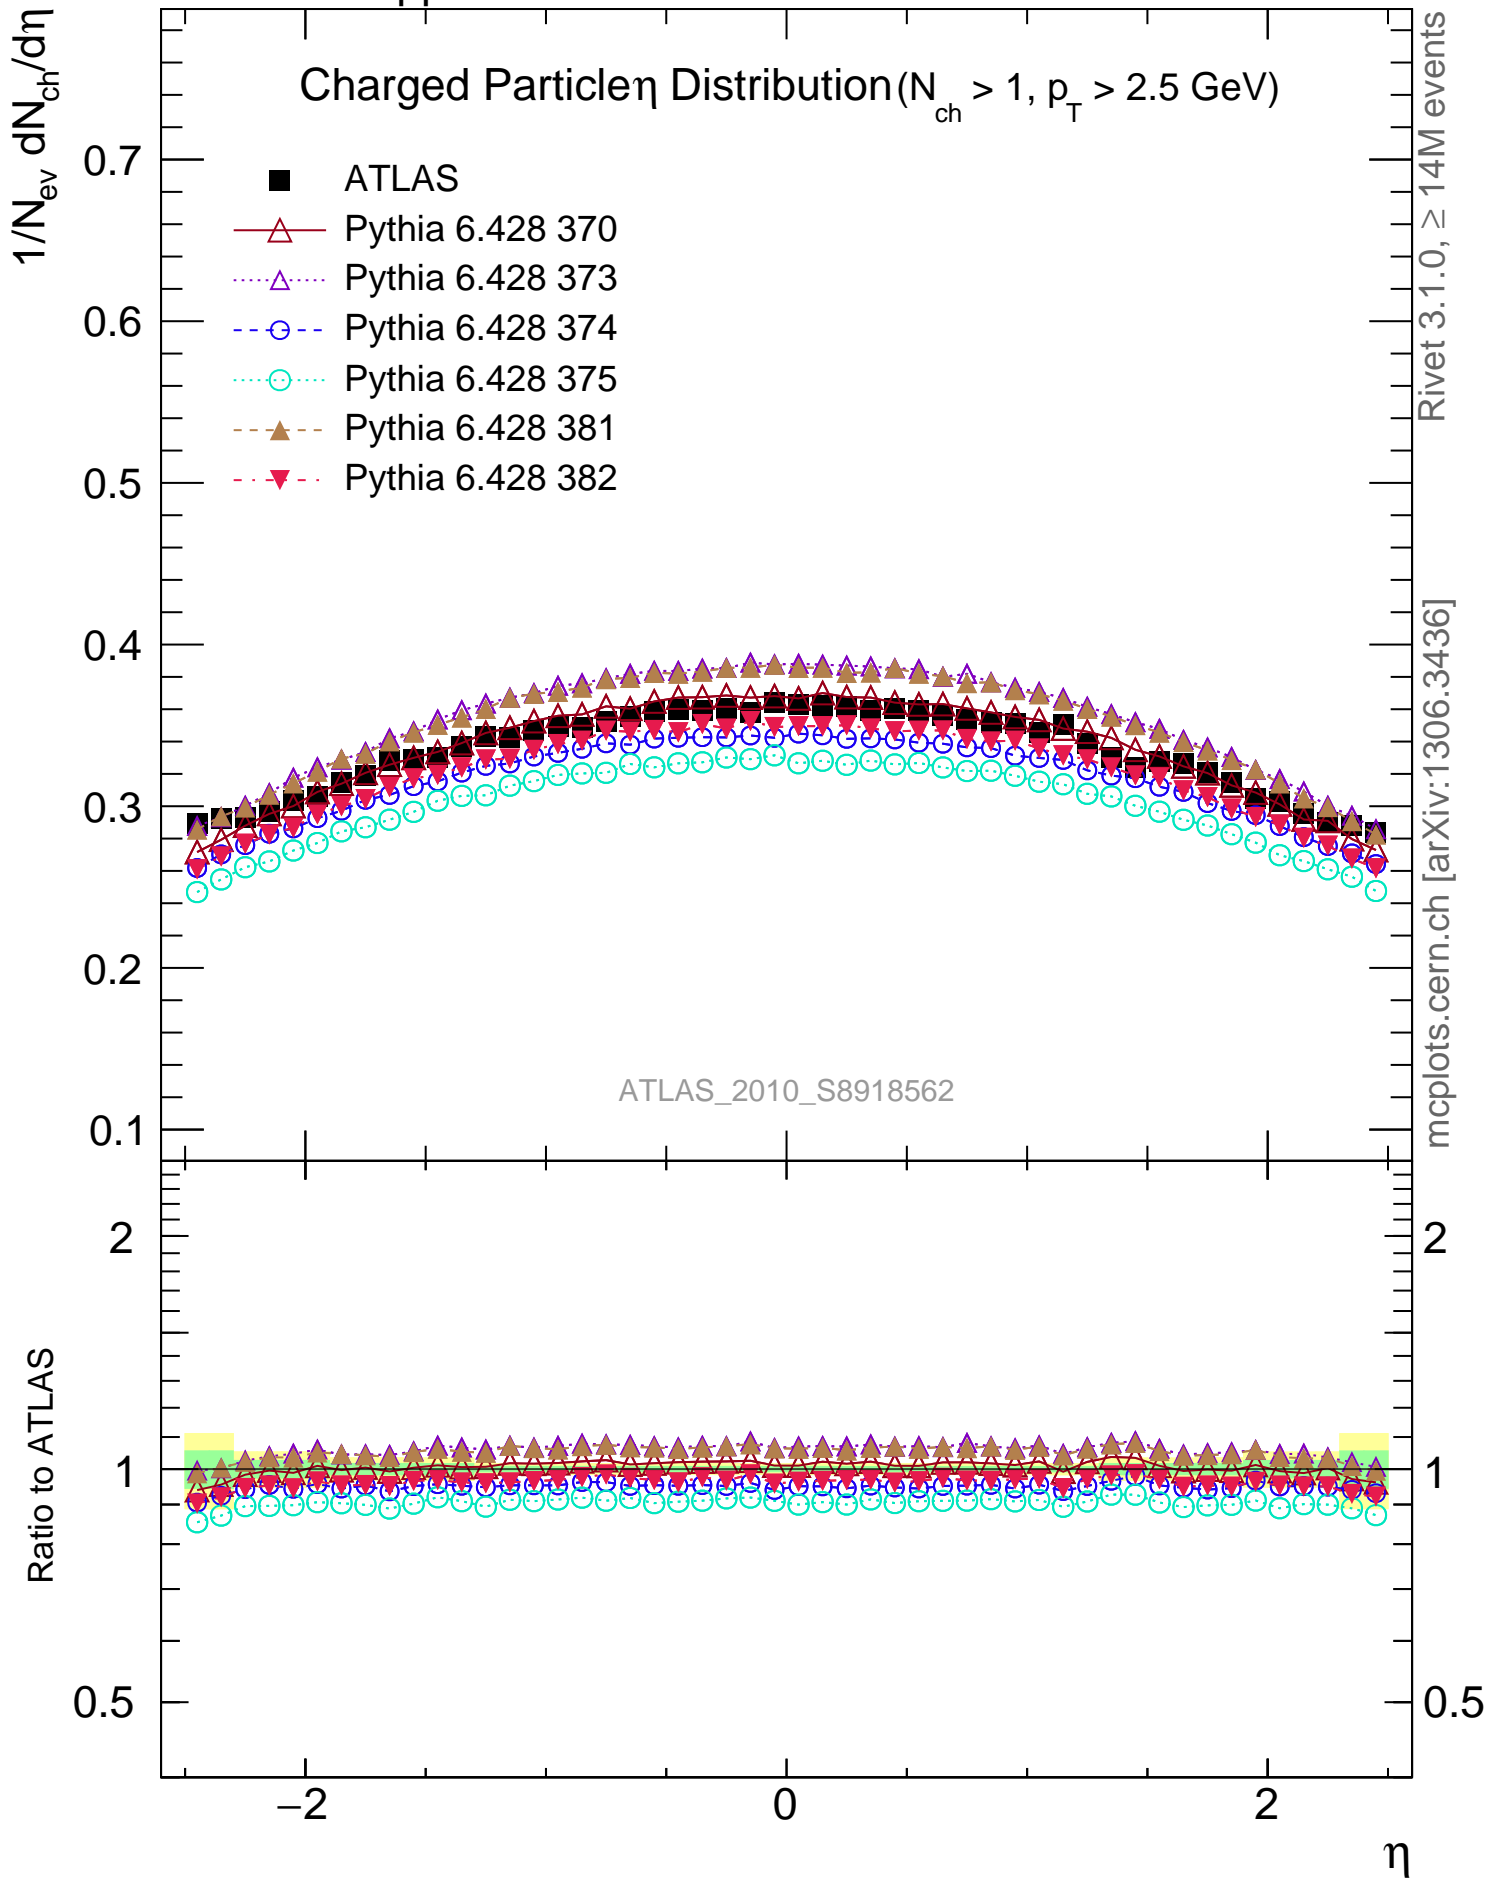 pp
1/N_ev dN_ch/dη
Charged Particleη Distribution (N_ch > 1, p_T > 2.5 GeV)
ATLAS
Pythia 6.428 370
Pythia 6.428 373
Pythia 6.428 374
Pythia 6.428 375
Pythia 6.428 381
Pythia 6.428 382
0.7
0.6
0.5
0.4
0.3
0.2
0.1
ATLAS_2010_S8918562
Rivet 3.1.0, ≥ 14M events
mcplots.cern.ch [arXiv:1306.3436]
Ratio to ATLAS
2
1
0.5
2
1
0.5
−2
0
2
η